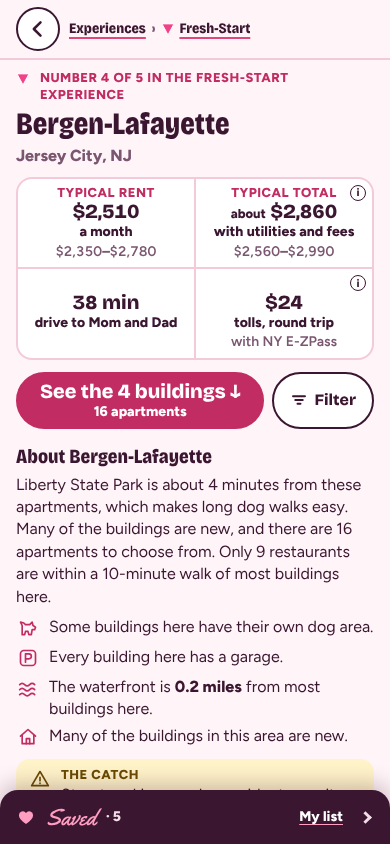 Experiences › Fresh-Start
NUMBER 4 OF 5 IN THE FRESH-START
EXPERIENCE
Bergen-Lafayette
Jersey City, NJ
TYPICAL RENT
$2,510
a month
$2,350–$2,780
TYPICAL TOTAL
about $2,860
with utilities and fees
$2,560–$2,990
38 min
drive to Mom and Dad
$24
tolls, round trip
with NY E-ZPass
See the 4 buildings ↓
16 apartments
Filter
About Bergen-Lafayette
Liberty State Park is about 4 minutes from these
apartments, which makes long dog walks easy.
Many of the buildings are new, and there are 16
apartments to choose from. Only 9 restaurants
are within a 10-minute walk of most buildings
here.
Some buildings here have their own dog area.
Every building here has a garage.
The waterfront is 0.2 miles from most
buildings here.
Many of the buildings in this area are new.
THE CATCH
Saved · 5
My list